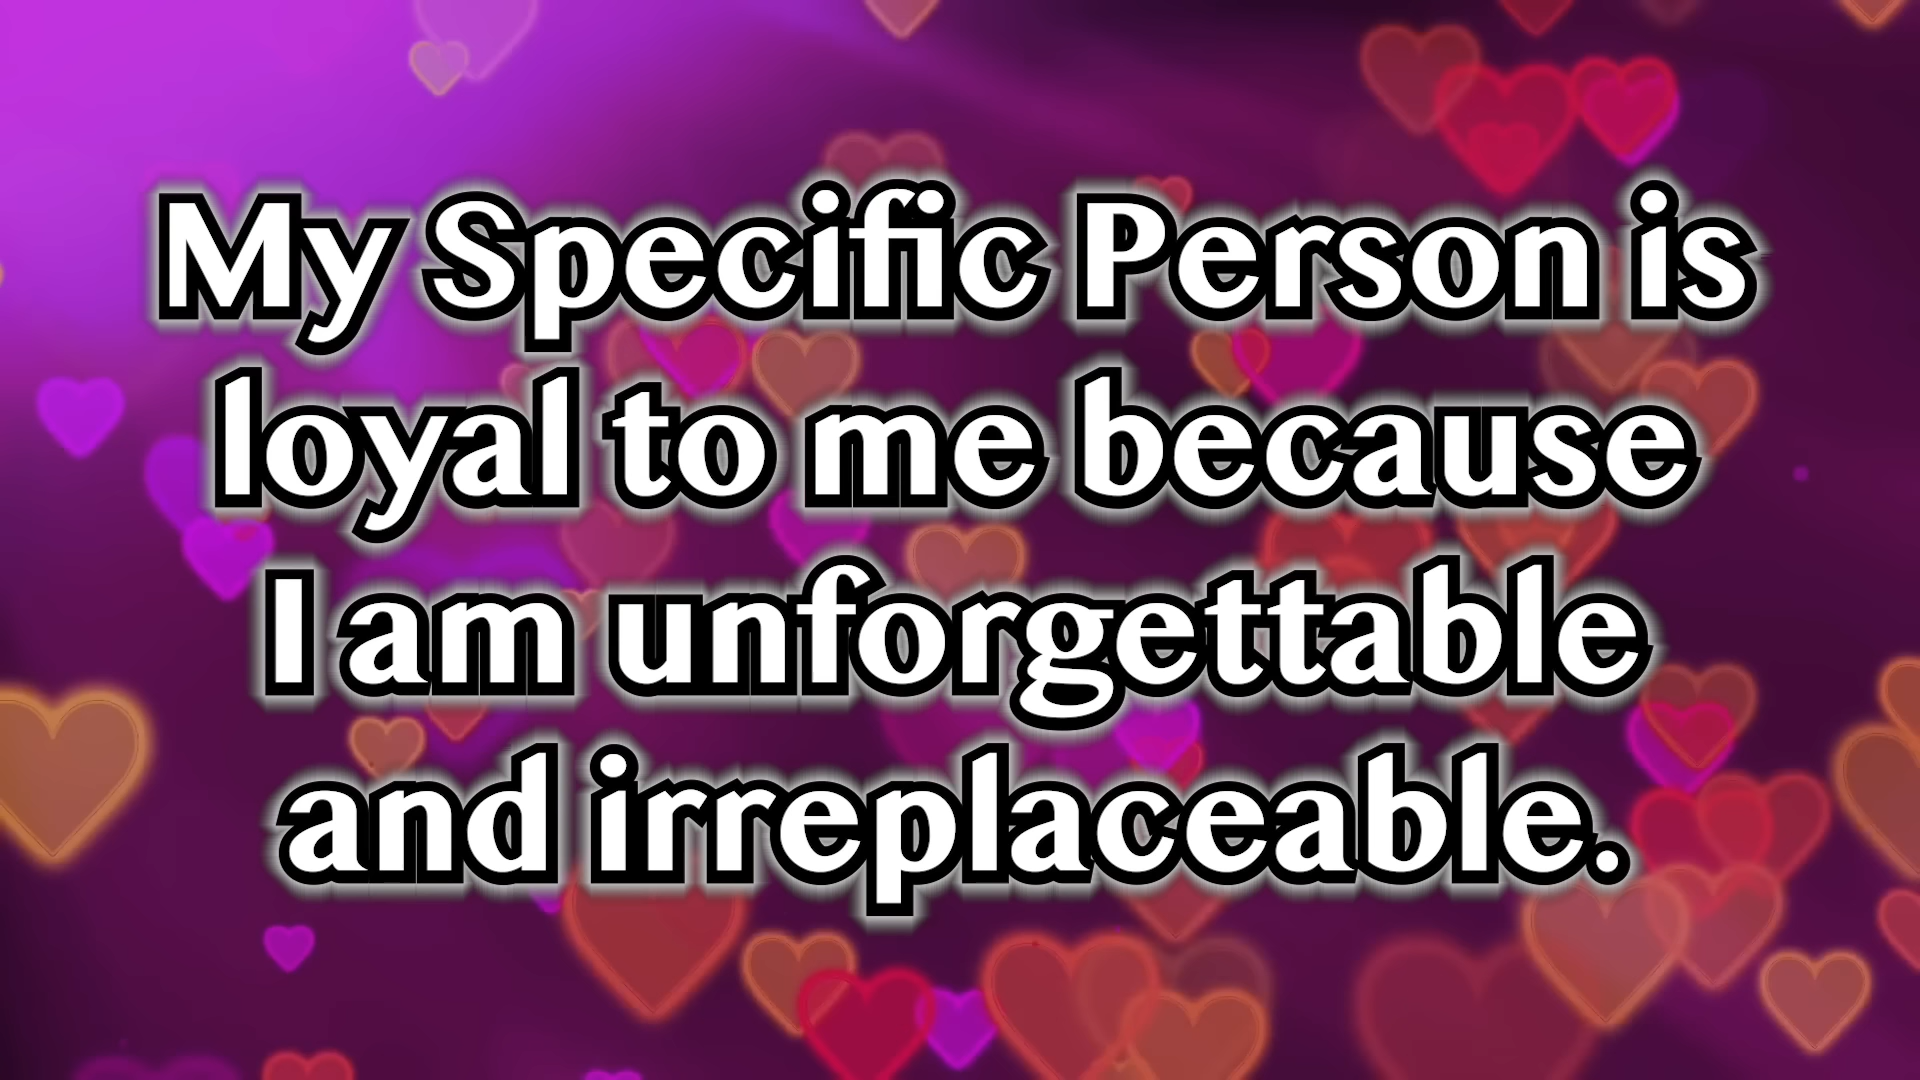 My Specific Person is
loyal to me because
I am unforgettable
and irreplaceable.